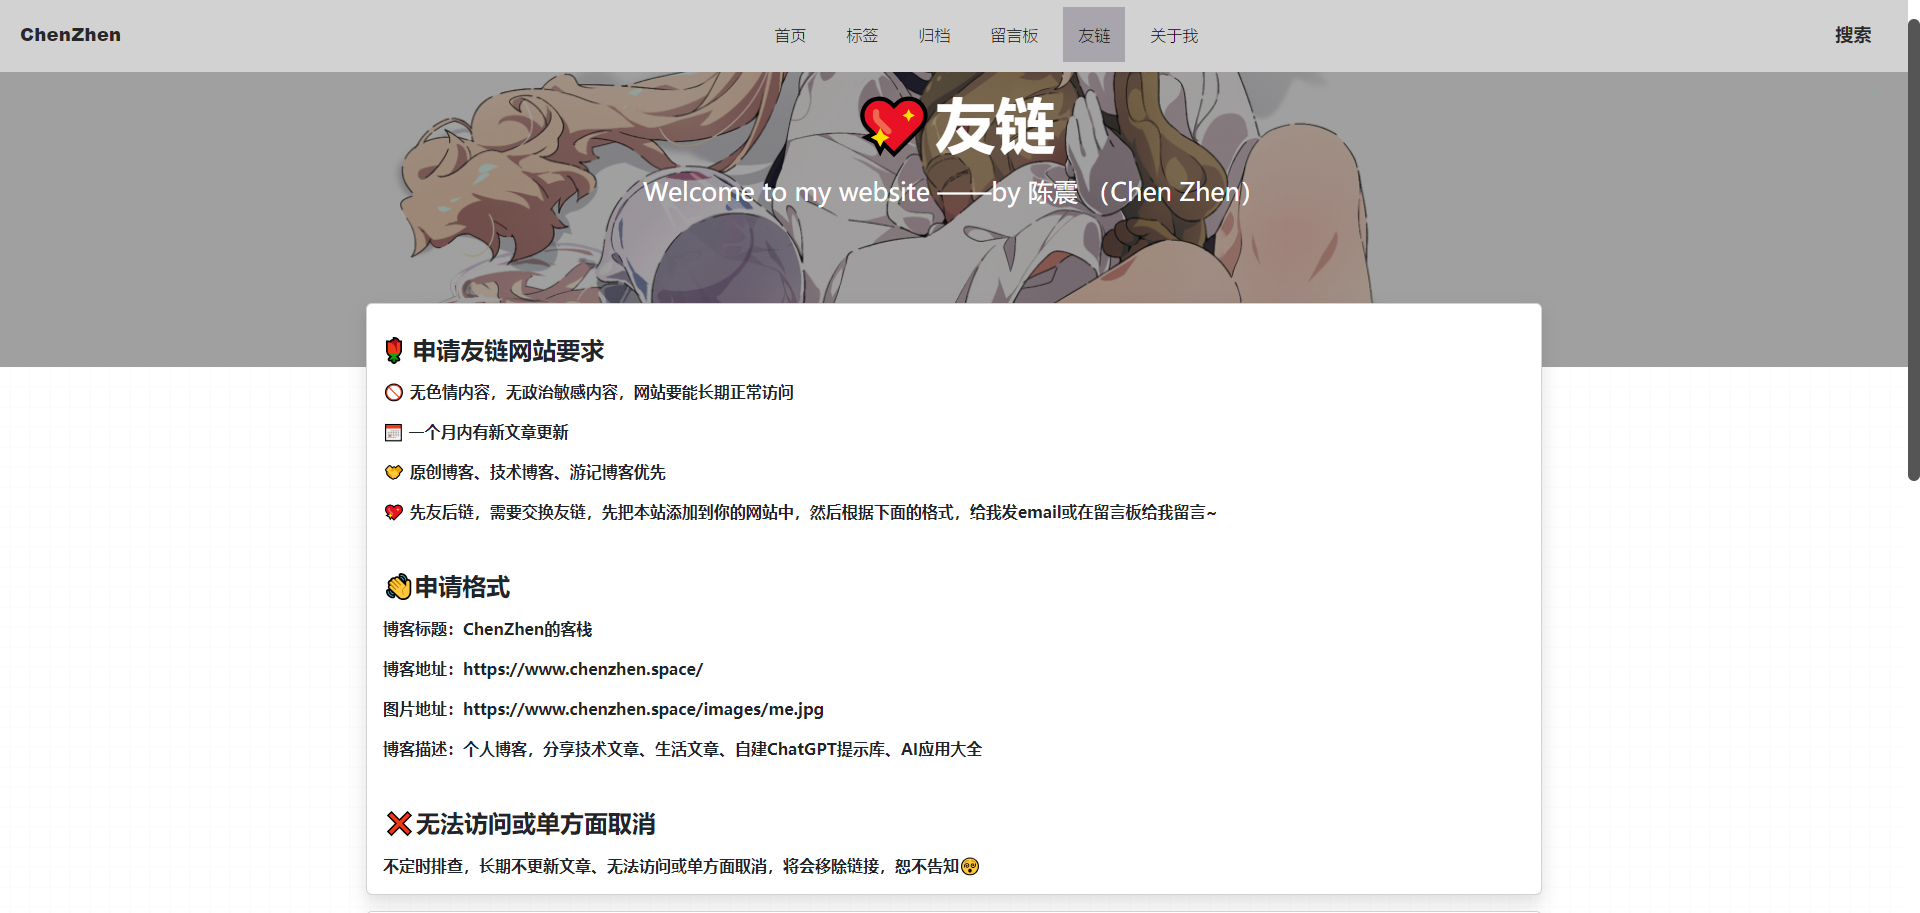 ChenZhen
首页
标签
归档
留言板
友链
关于我
搜索
💖友链
Welcome to my website ——by 陈震 （Chen Zhen）
🌹 申请友链网站要求
🚫 无色情内容，无政治敏感内容，网站要能长期正常访问
📅 一个月内有新文章更新
🤝 原创博客、技术博客、游记博客优先
💖 先友后链，需要交换友链，先把本站添加到你的网站中，然后根据下面的格式，给我发email或在留言板给我留言~
👏申请格式
博客标题：ChenZhen的客栈
博客地址：https://www.chenzhen.space/
图片地址：https://www.chenzhen.space/images/me.jpg
博客描述：个人博客，分享技术文章、生活文章、自建ChatGPT提示库、AI应用大全
❌无法访问或单方面取消
不定时排查，长期不更新文章、无法访问或单方面取消，将会移除链接，恕不告知😵